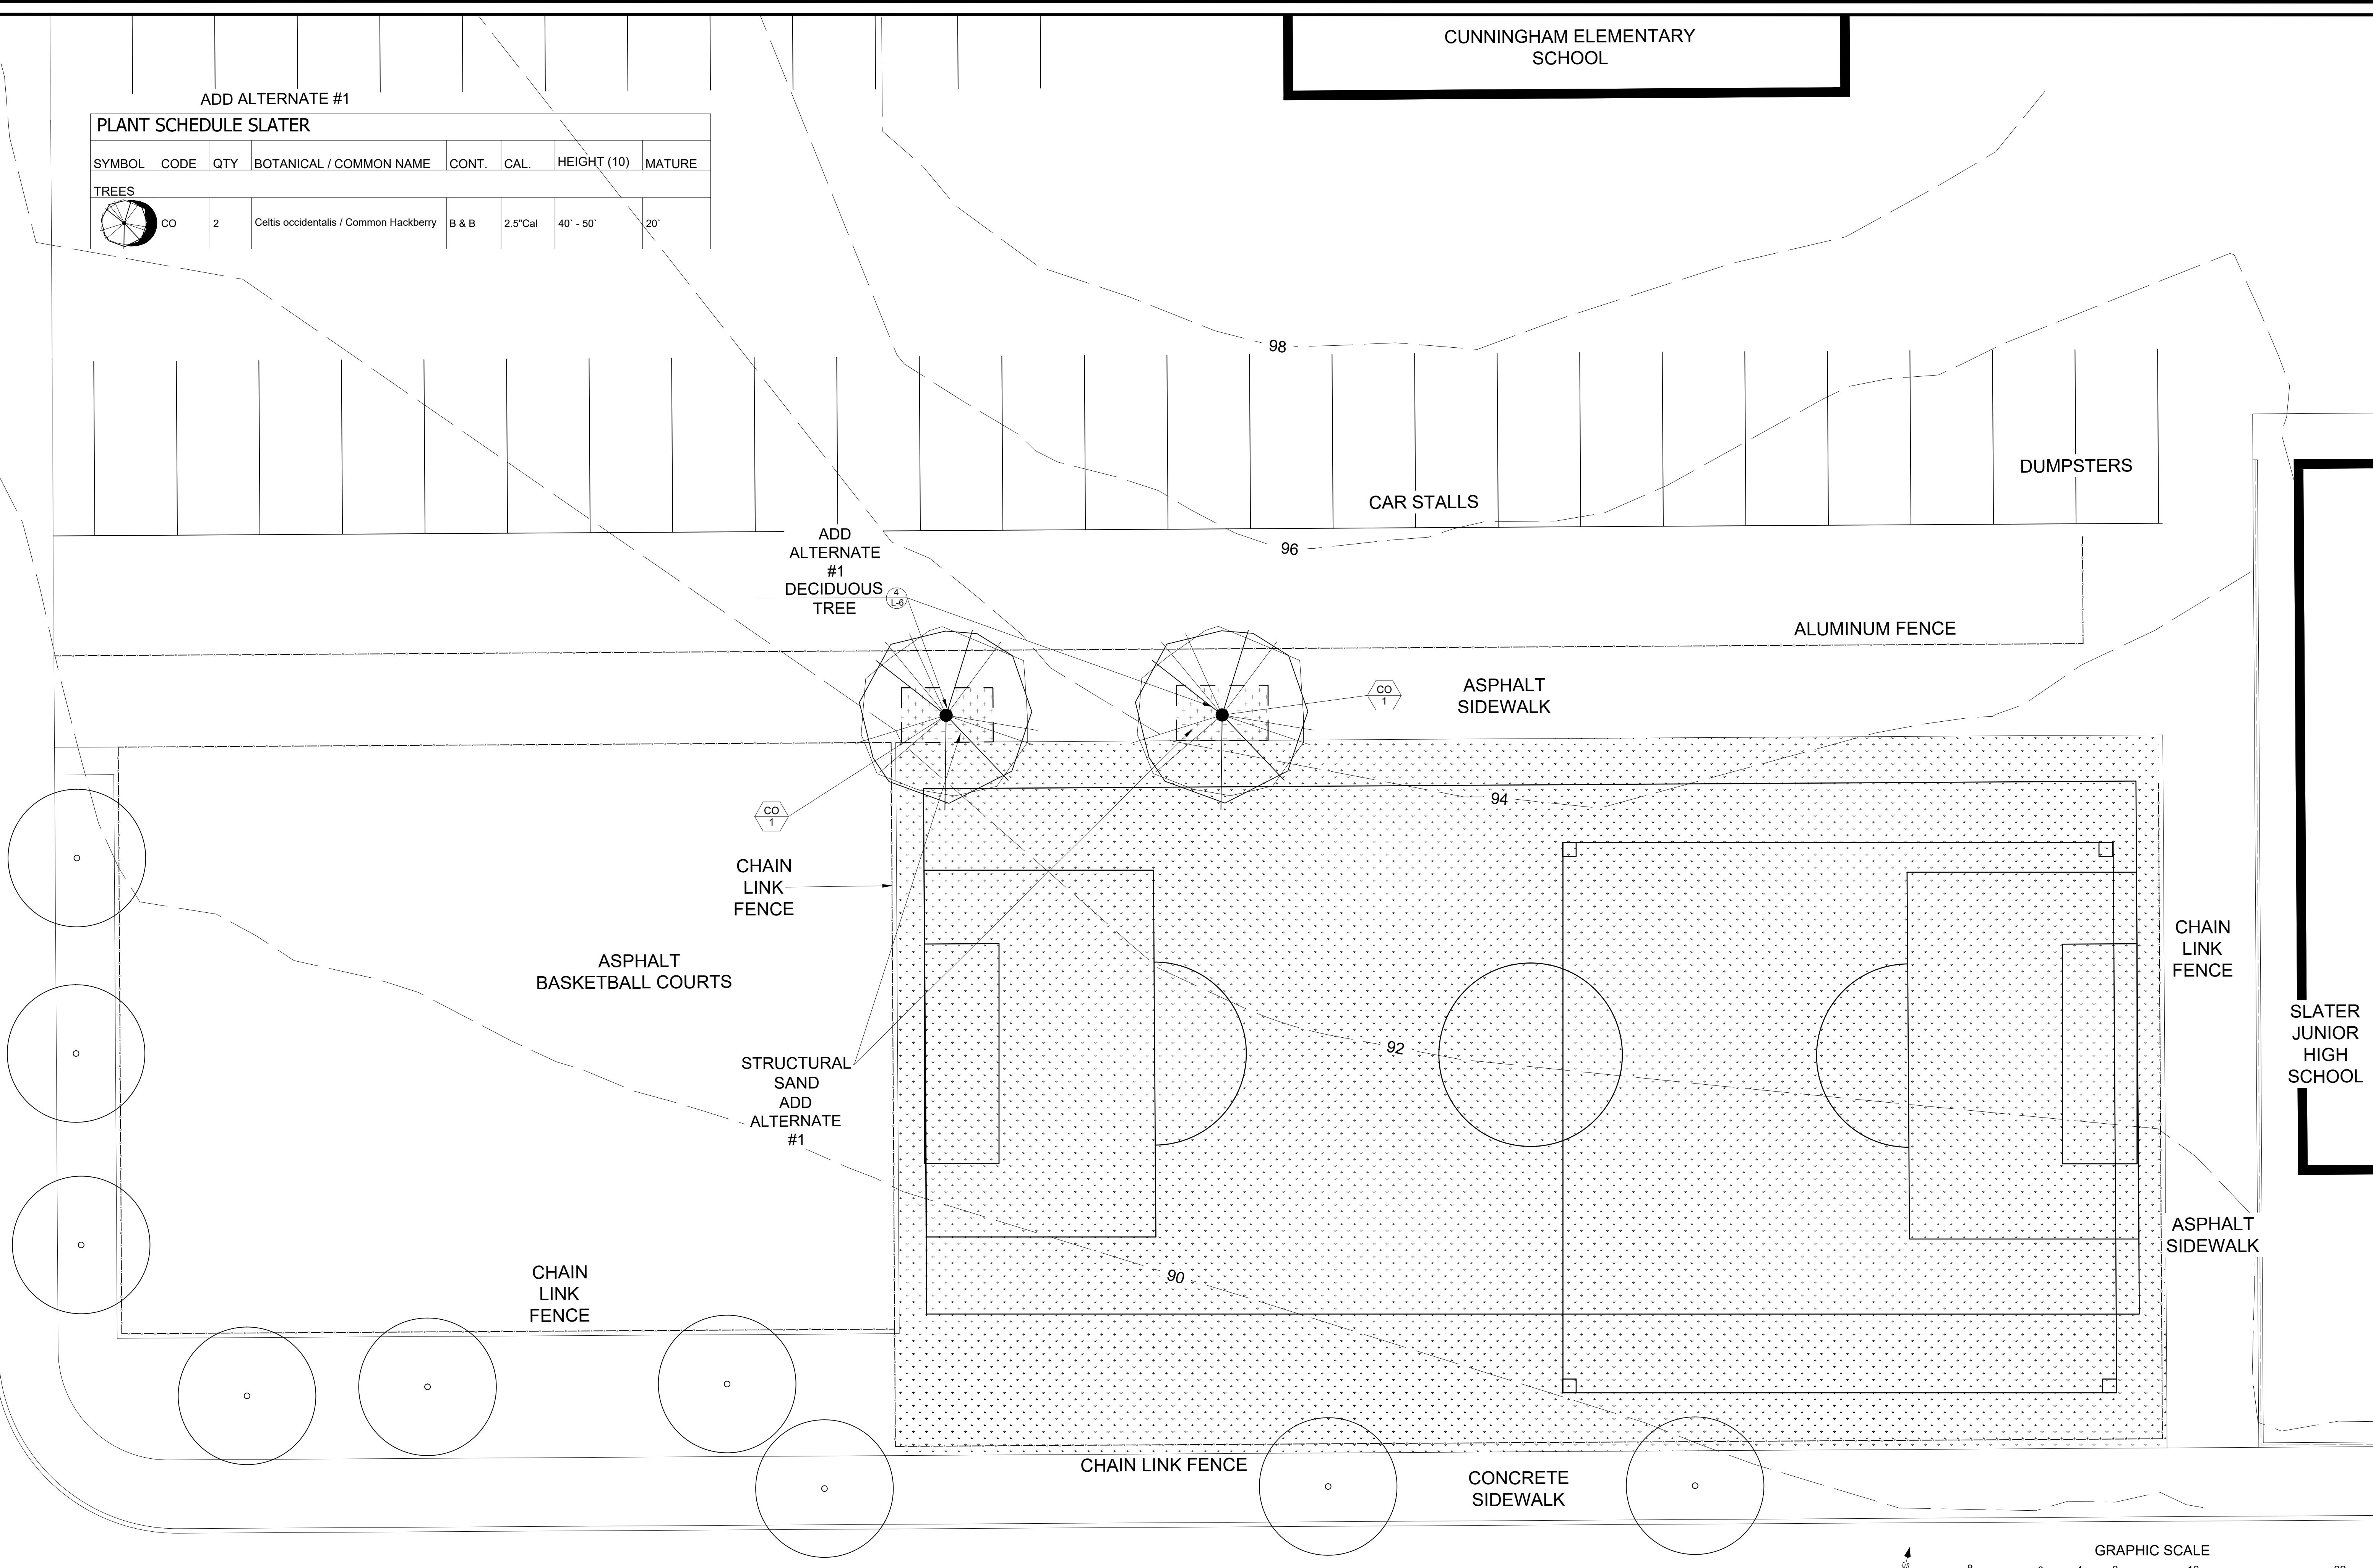 CUNNINGHAM ELEMENTARY
SCHOOL
ADD ALTERNATE #1
PLANT SCHEDULE SLATER
SYMBOL CODE QTY BOTANICAL / COMMON NAME CONT. CAL. HEIGHT (10) MATURE
TREES
CO 2 Celtis occidentalis / Common Hackberry B & B 2.5"Cal 40` - 50` 20`
98
DUMPSTERS
CAR STALLS
96
ADD
ALTERNATE
#1
DECIDUOUS
TREE
4
L-6
ALUMINUM FENCE
CO
1
ASPHALT
SIDEWALK
94
CO
1
CHAIN
LINK
FENCE
ASPHALT
BASKETBALL COURTS
CHAIN
LINK
FENCE
SLATER
JUNIOR
HIGH
SCHOOL
92
STRUCTURAL
SAND
ADD
ALTERNATE
#1
ASPHALT
SIDEWALK
90
CHAIN
LINK
FENCE
CHAIN LINK FENCE
CONCRETE
SIDEWALK
GRAPHIC SCALE